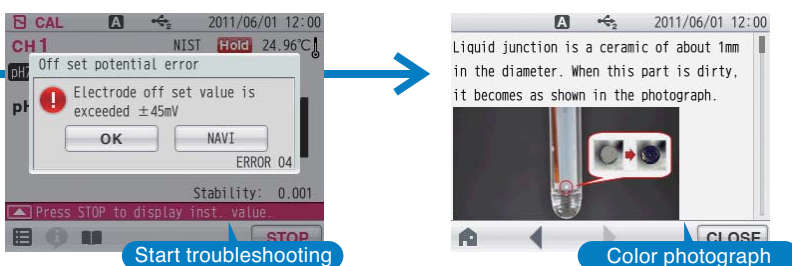 CAL A 2 2011/06/01 12:00
CH1 NIST Hold 24.96℃
Off set potential error
Electrode off set value is
exceeded ±45mV
OK NAVI
ERROR 04
Stability: 0.001
Press STOP to display inst. value.
STOP
Start troubleshooting
A 2 2011/06/01 12:00
Liquid junction is a ceramic of about 1mm
in the diameter. When this part is dirty,
it becomes as shown in the photograph.
CLOSE
Color photograph